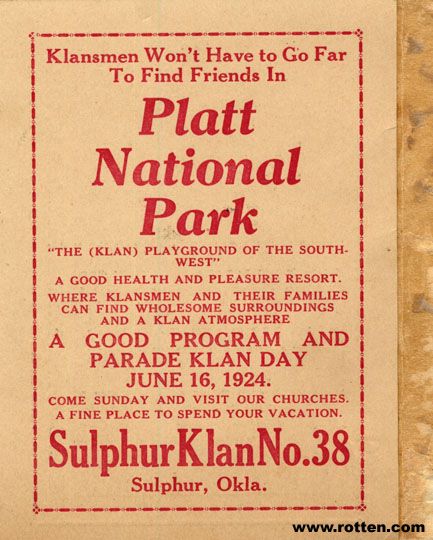 Klansmen Won't Have to Go Far
To Find Friends In
Platt
National
Park
"THE (KLAN) PLAYGROUND OF THE SOUTH-
WEST"
A GOOD HEALTH AND PLEASURE RESORT.
WHERE KLANSMEN AND THEIR FAMILIES
CAN FIND WHOLESOME SURROUNDINGS
AND A KLAN ATMOSPHERE
A GOOD PROGRAM AND
PARADE KLAN DAY
JUNE 16, 1924.
COME SUNDAY AND VISIT OUR CHURCHES.
A FINE PLACE TO SPEND YOUR VACATION.
Sulphur Klan No. 38
Sulphur, Okla.
www.rotten.com